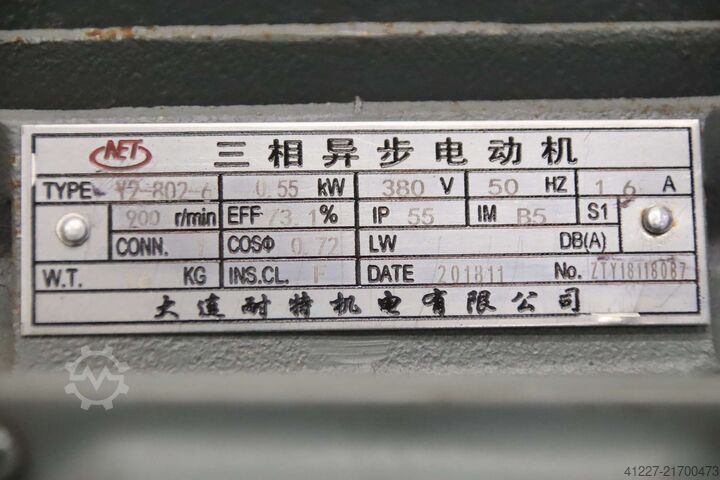 NET 三相异步电动机
TYPE Y2-802-6 0.55 kW 380 V 50 HZ 1.6 A
900 r/min EFF 73.1% IP 55 IM B5 S1
CONN. Y COSΦ 0.72 LW DB(A)
W.T. KG INS.CL. F DATE 201811 No. ZTY18118087
大连耐特机电有限公司
41227-21700473